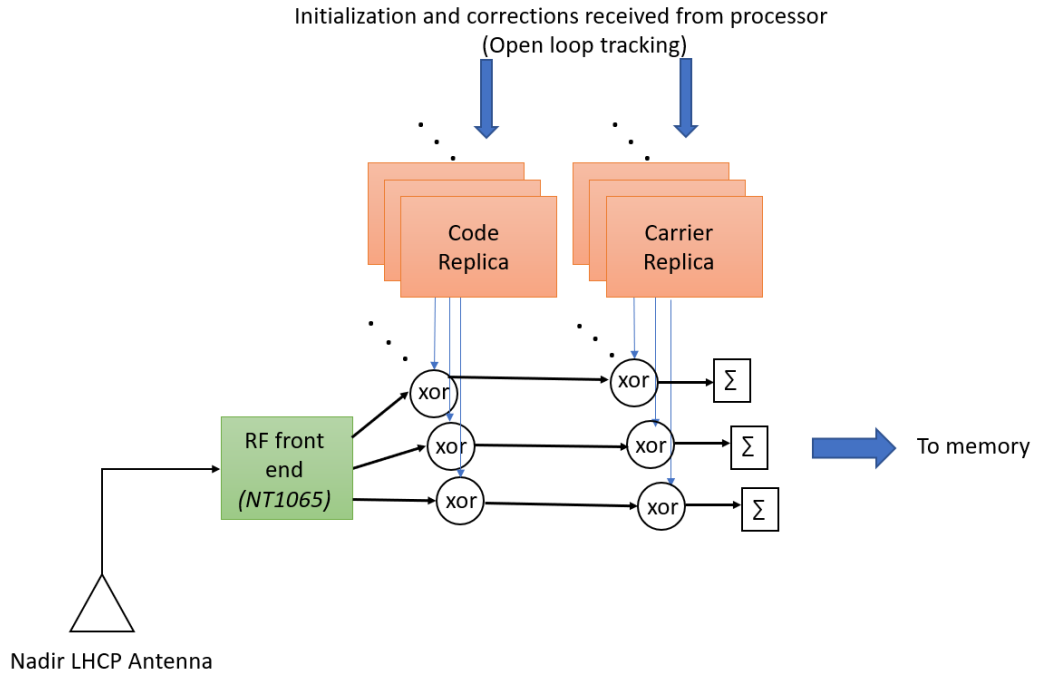 Initialization and corrections received from processor
(Open loop tracking)
Code
Replica
Carrier
Replica
xor
xor
Σ
RF front
end
(NT1065)
xor
xor
Σ
To memory
xor
xor
Σ
Nadir LHCP Antenna